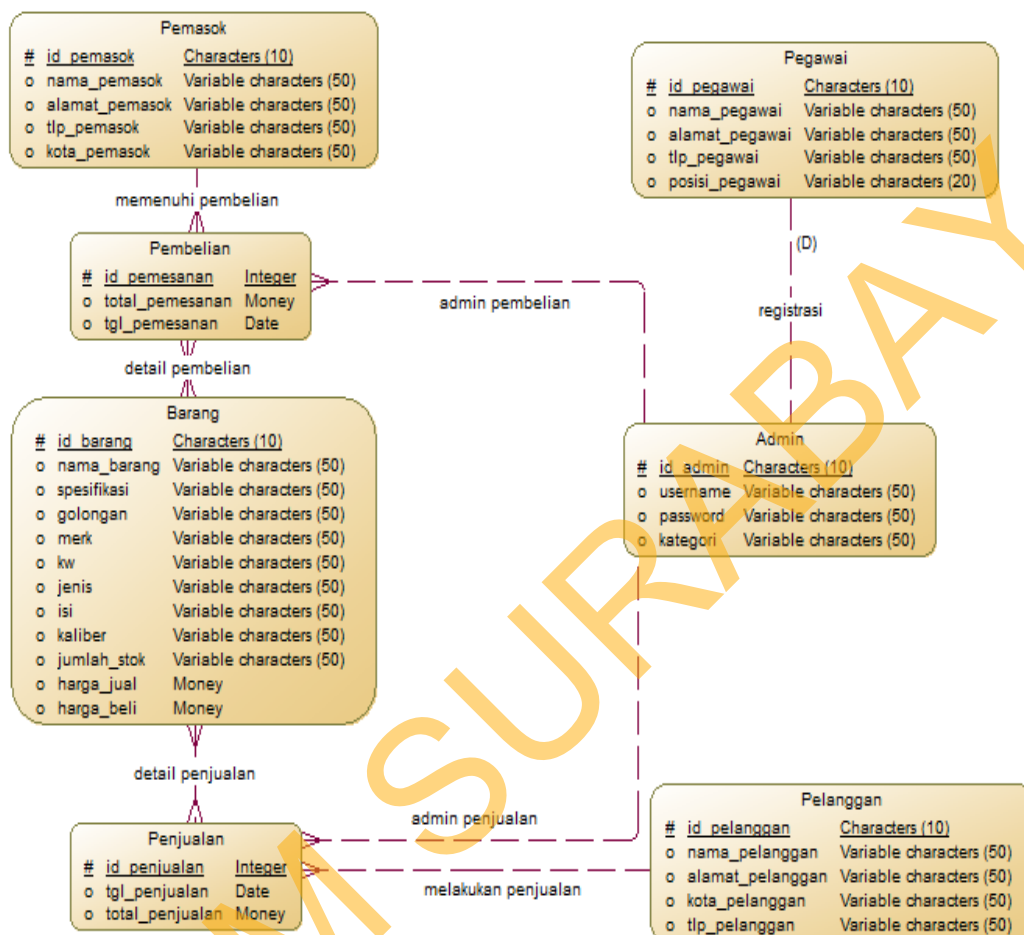 Pemasok
# id_pemasok Characters (10)
o nama_pemasok Variable characters (50)
o alamat_pemasok Variable characters (50)
o tlp_pemasok Variable characters (50)
o kota_pemasok Variable characters (50)
Pegawai
# id_pegawai Characters (10)
o nama_pegawai Variable characters (50)
o alamat_pegawai Variable characters (50)
o tlp_pegawai Variable characters (50)
o posisi_pegawai Variable characters (20)
memenuhi pembelian
(D)
registrasi
Pembelian
# id_pemesanan Integer
o total_pemesanan Money
o tgl_pemesanan Date
admin pembelian
detail pembelian
Barang
# id_barang Characters (10)
o nama_barang Variable characters (50)
o spesifikasi Variable characters (50)
o golongan Variable characters (50)
o merk Variable characters (50)
o kw Variable characters (50)
o jenis Variable characters (50)
o isi Variable characters (50)
o kaliber Variable characters (50)
o jumlah_stok Variable characters (50)
o harga_jual Money
o harga_beli Money
Admin
# id_admin Characters (10)
o username Variable characters (50)
o password Variable characters (50)
o kategori Variable characters (50)
detail penjualan
admin penjualan
melakukan penjualan
Penjualan
# id_penjualan Integer
o tgl_penjualan Date
o total_penjualan Money
Pelanggan
# id_pelanggan Characters (10)
o nama_pelanggan Variable characters (50)
o alamat_pelanggan Variable characters (50)
o kota_pelanggan Variable characters (50)
o tlp_pelanggan Variable characters (50)
M SURABAY